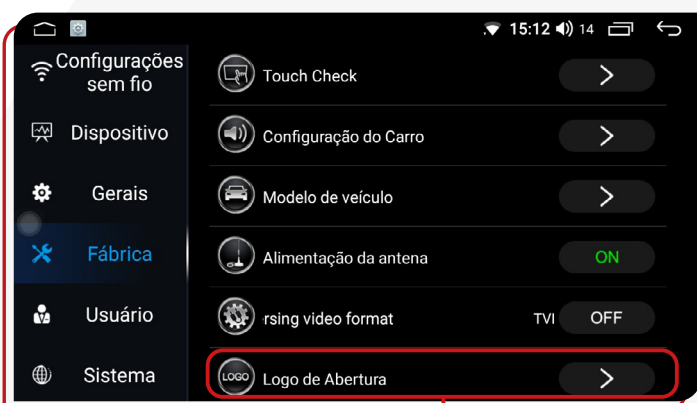 15:12 14
Configurações
sem fio
Touch Check
Dispositivo
Configuração do Carro
Gerais
Modelo de veículo
Fábrica
Alimentação da antena
ON
Usuário
rsing video format
TVI
OFF
Sistema
LOGO
Logo de Abertura